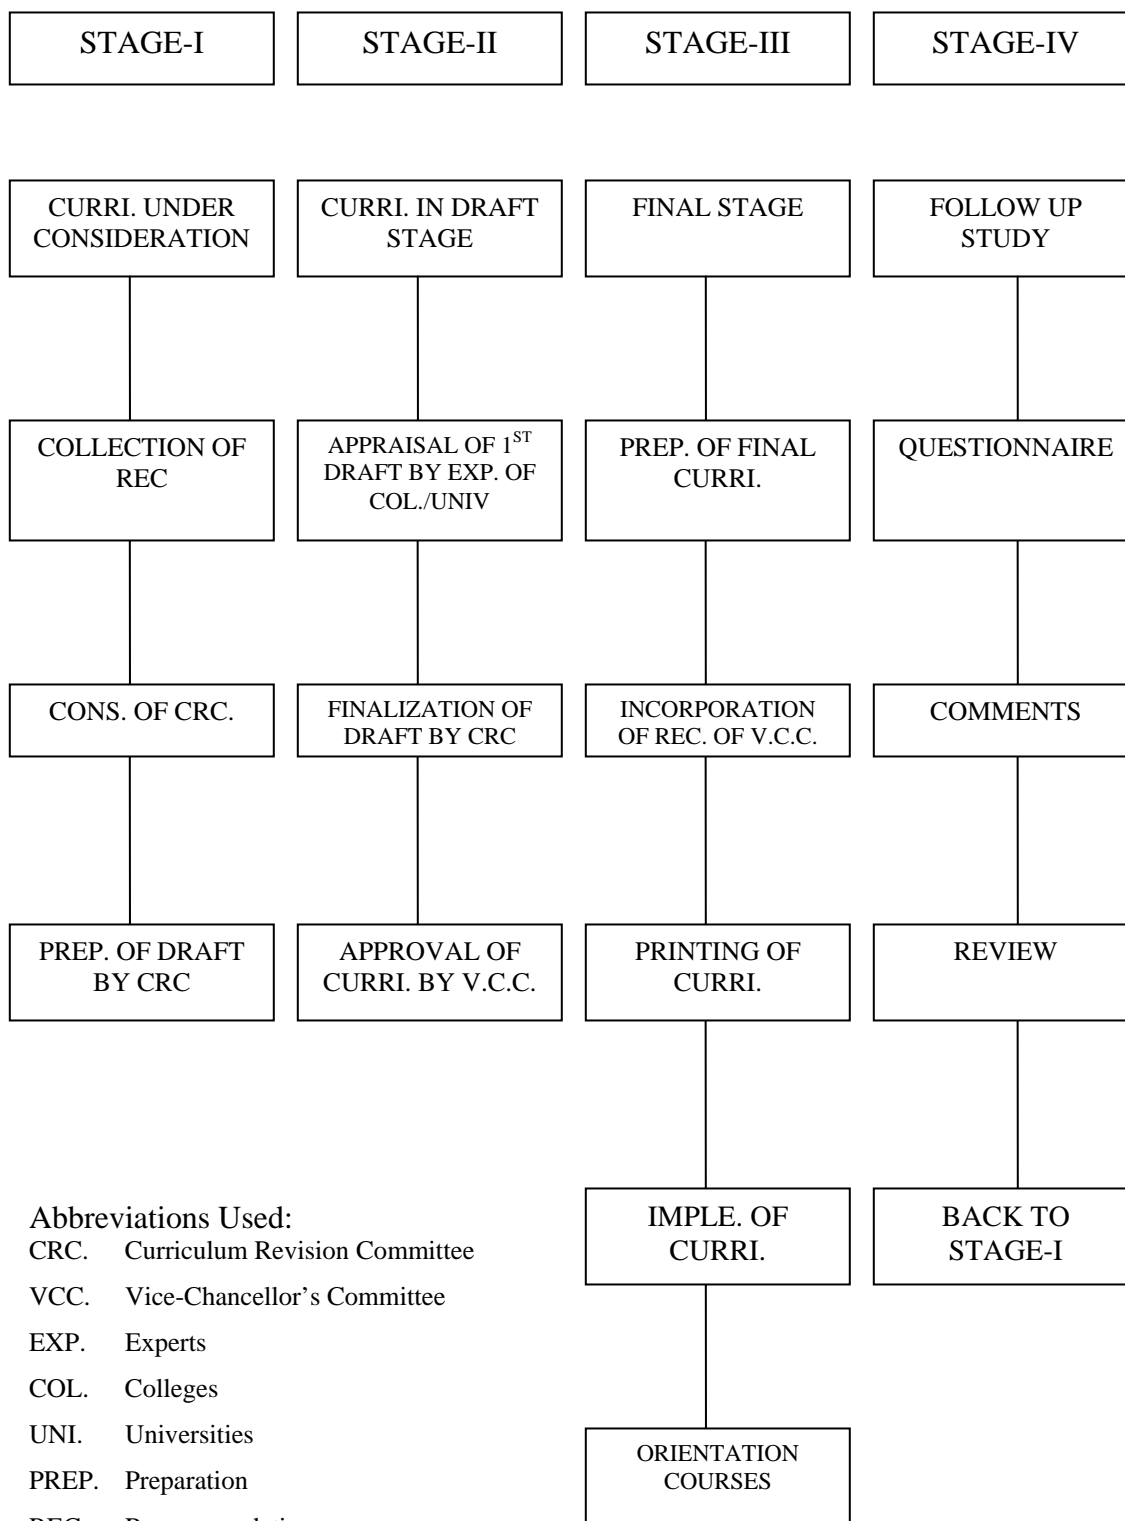 STAGE-I
STAGE-II
STAGE-III
STAGE-IV
CURRI. UNDER
CONSIDERATION
CURRI. IN DRAFT
STAGE
FINAL STAGE
FOLLOW UP
STUDY
COLLECTION OF
REC
APPRAISAL OF 1ST
DRAFT BY EXP. OF
COL./UNIV
PREP. OF FINAL
CURRI.
QUESTIONNAIRE
CONS. OF CRC.
FINALIZATION OF
DRAFT BY CRC
INCORPORATION
OF REC. OF V.C.C.
COMMENTS
PREP. OF DRAFT
BY CRC
APPROVAL OF
CURRI. BY V.C.C.
PRINTING OF
CURRI.
REVIEW
IMPLE. OF
CURRI.
BACK TO
STAGE-I
ORIENTATION
COURSES
Abbreviations Used:
CRC. Curriculum Revision Committee
VCC. Vice-Chancellor’s Committee
EXP. Experts
COL. Colleges
UNI. Universities
PREP. Preparation